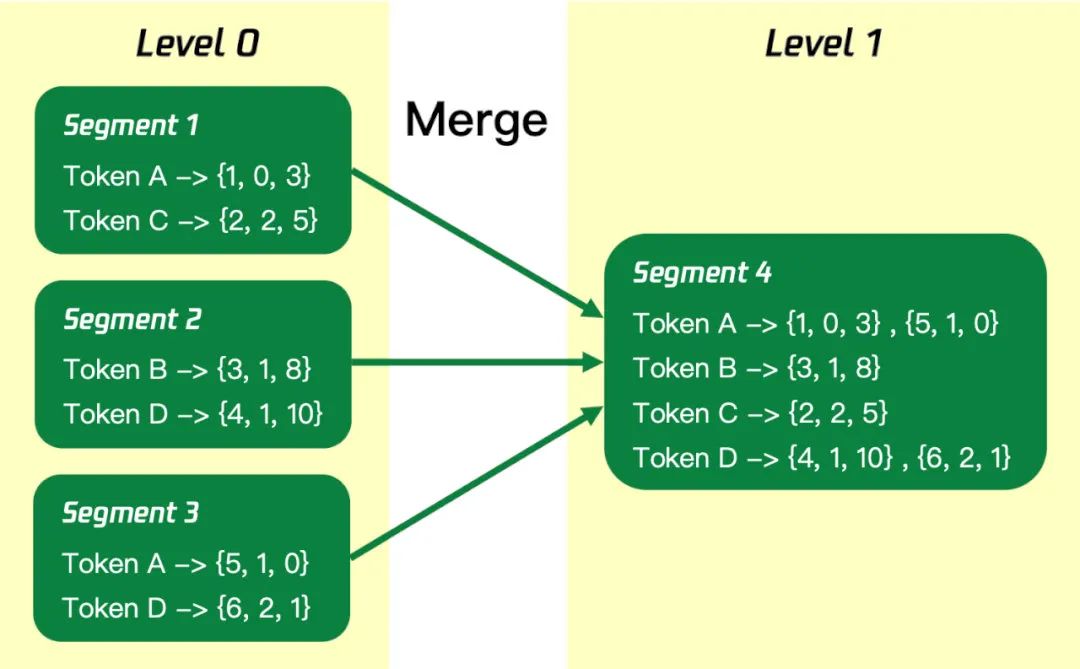 Level 0
Segment 1
Token A -> {1, 0, 3}
Token C -> {2, 2, 5}
Segment 2
Token B -> {3, 1, 8}
Token D -> {4, 1, 10}
Segment 3
Token A -> {5, 1, 0}
Token D -> {6, 2, 1}
Merge
Level 1
Segment 4
Token A -> {1, 0, 3} , {5, 1, 0}
Token B -> {3, 1, 8}
Token C -> {2, 2, 5}
Token D -> {4, 1, 10} , {6, 2, 1}